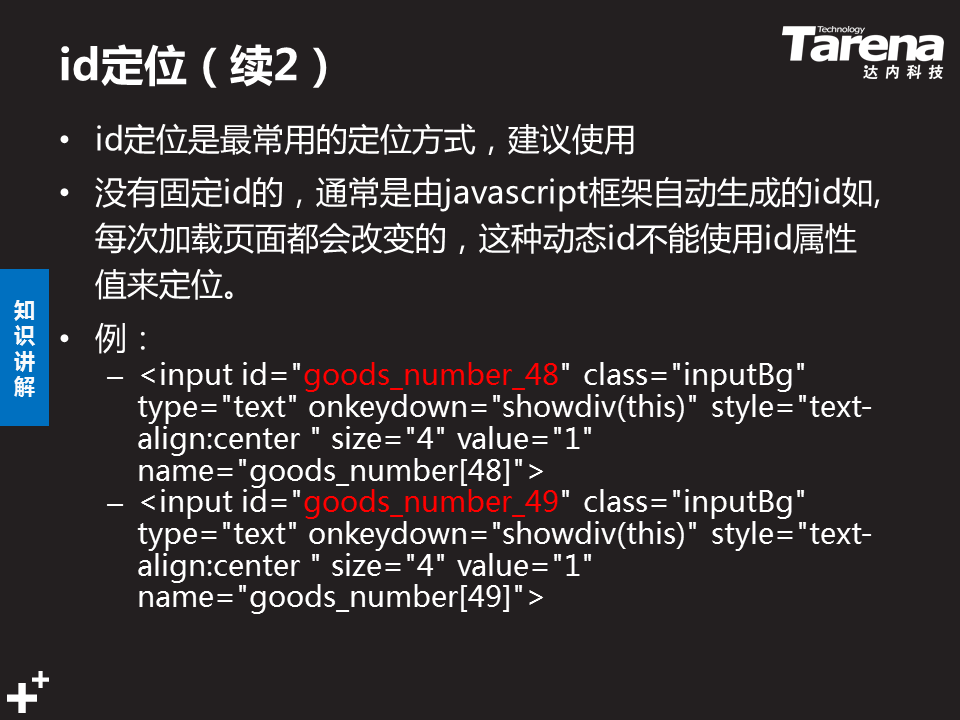 id定位（续2）
Technology
Tarena
达内科技
• id定位是最常用的定位方式，建议使用
• 没有固定id的，通常是由javascript框架自动生成的id如,
每次加载页面都会改变的，这种动态id不能使用id属性
值来定位。
知
识
讲
解
• 例：
– <input id="goods_number_48" class="inputBg"
type="text" onkeydown="showdiv(this)" style="text-
align:center " size="4" value="1"
name="goods_number[48]">
– <input id="goods_number_49" class="inputBg"
type="text" onkeydown="showdiv(this)" style="text-
align:center " size="4" value="1"
name="goods_number[49]">